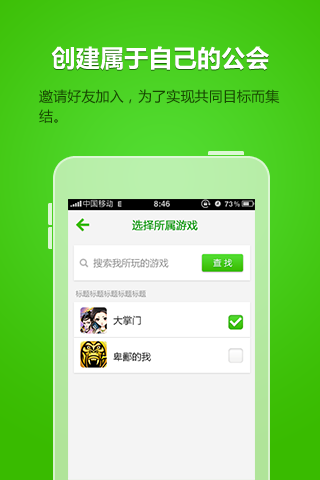 创建属于自己的公会
邀请好友加入，为了实现共同目标而集
结。
中国移动 E 8:46 73%
选择所属游戏
搜索我所玩的游戏 查 找
标题标题标题标题标题
大掌门
卑鄙的我